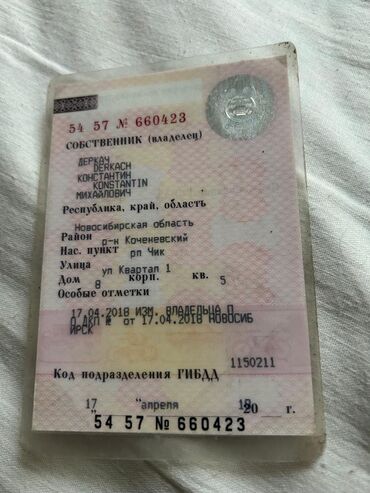 54 57 № 660423
СОБСТВЕННИК (владелец)
ДЕРКАЧ
DERKACH
КОНСТАНТИН
KONSTANTIN
МИХАЙЛОВИЧ
Республика, край, область
Новосибирская область
Район
р-н Коченевский
Нас. пункт
рп Чик
Улица
ул Квартал 1
Дом 8 корп. кв. 5
Особые отметки
17.04.2018 ИЗМ. ВЛАДЕЛЬЦА П
О ДКП № от 17.04.2018 НОВОСИБ
ИРСК
1150211
Код подразделения ГИБДД
„ 17 " апреля 20 18 г.
54 57 № 660423